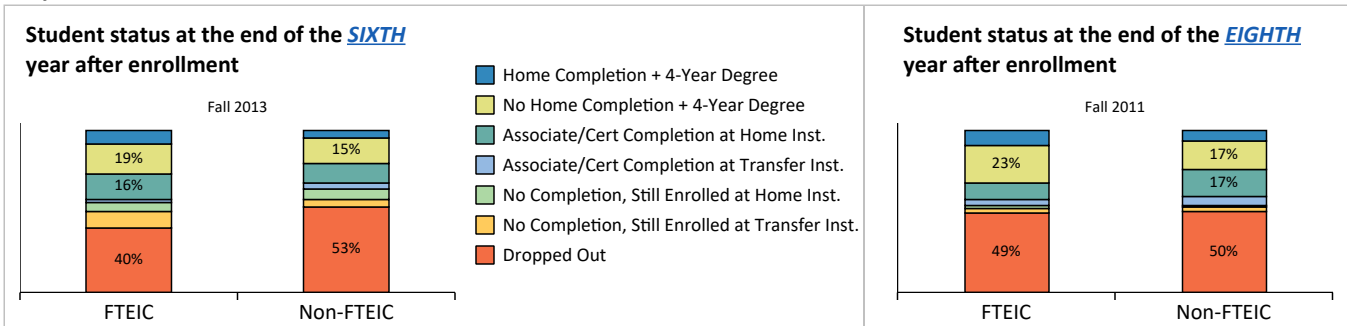 Student status at the end of the SIXTH
year after enrollment
Fall 2013
19%
16%
40%
15%
53%
FTEIC
Non-FTEIC
Home Completion + 4-Year Degree
No Home Completion + 4-Year Degree
Associate/Cert Completion at Home Inst.
Associate/Cert Completion at Transfer Inst.
No Completion, Still Enrolled at Home Inst.
No Completion, Still Enrolled at Transfer Inst.
Dropped Out
Student status at the end of the EIGHTH
year after enrollment
Fall 2011
23%
49%
17%
17%
50%
FTEIC
Non-FTEIC